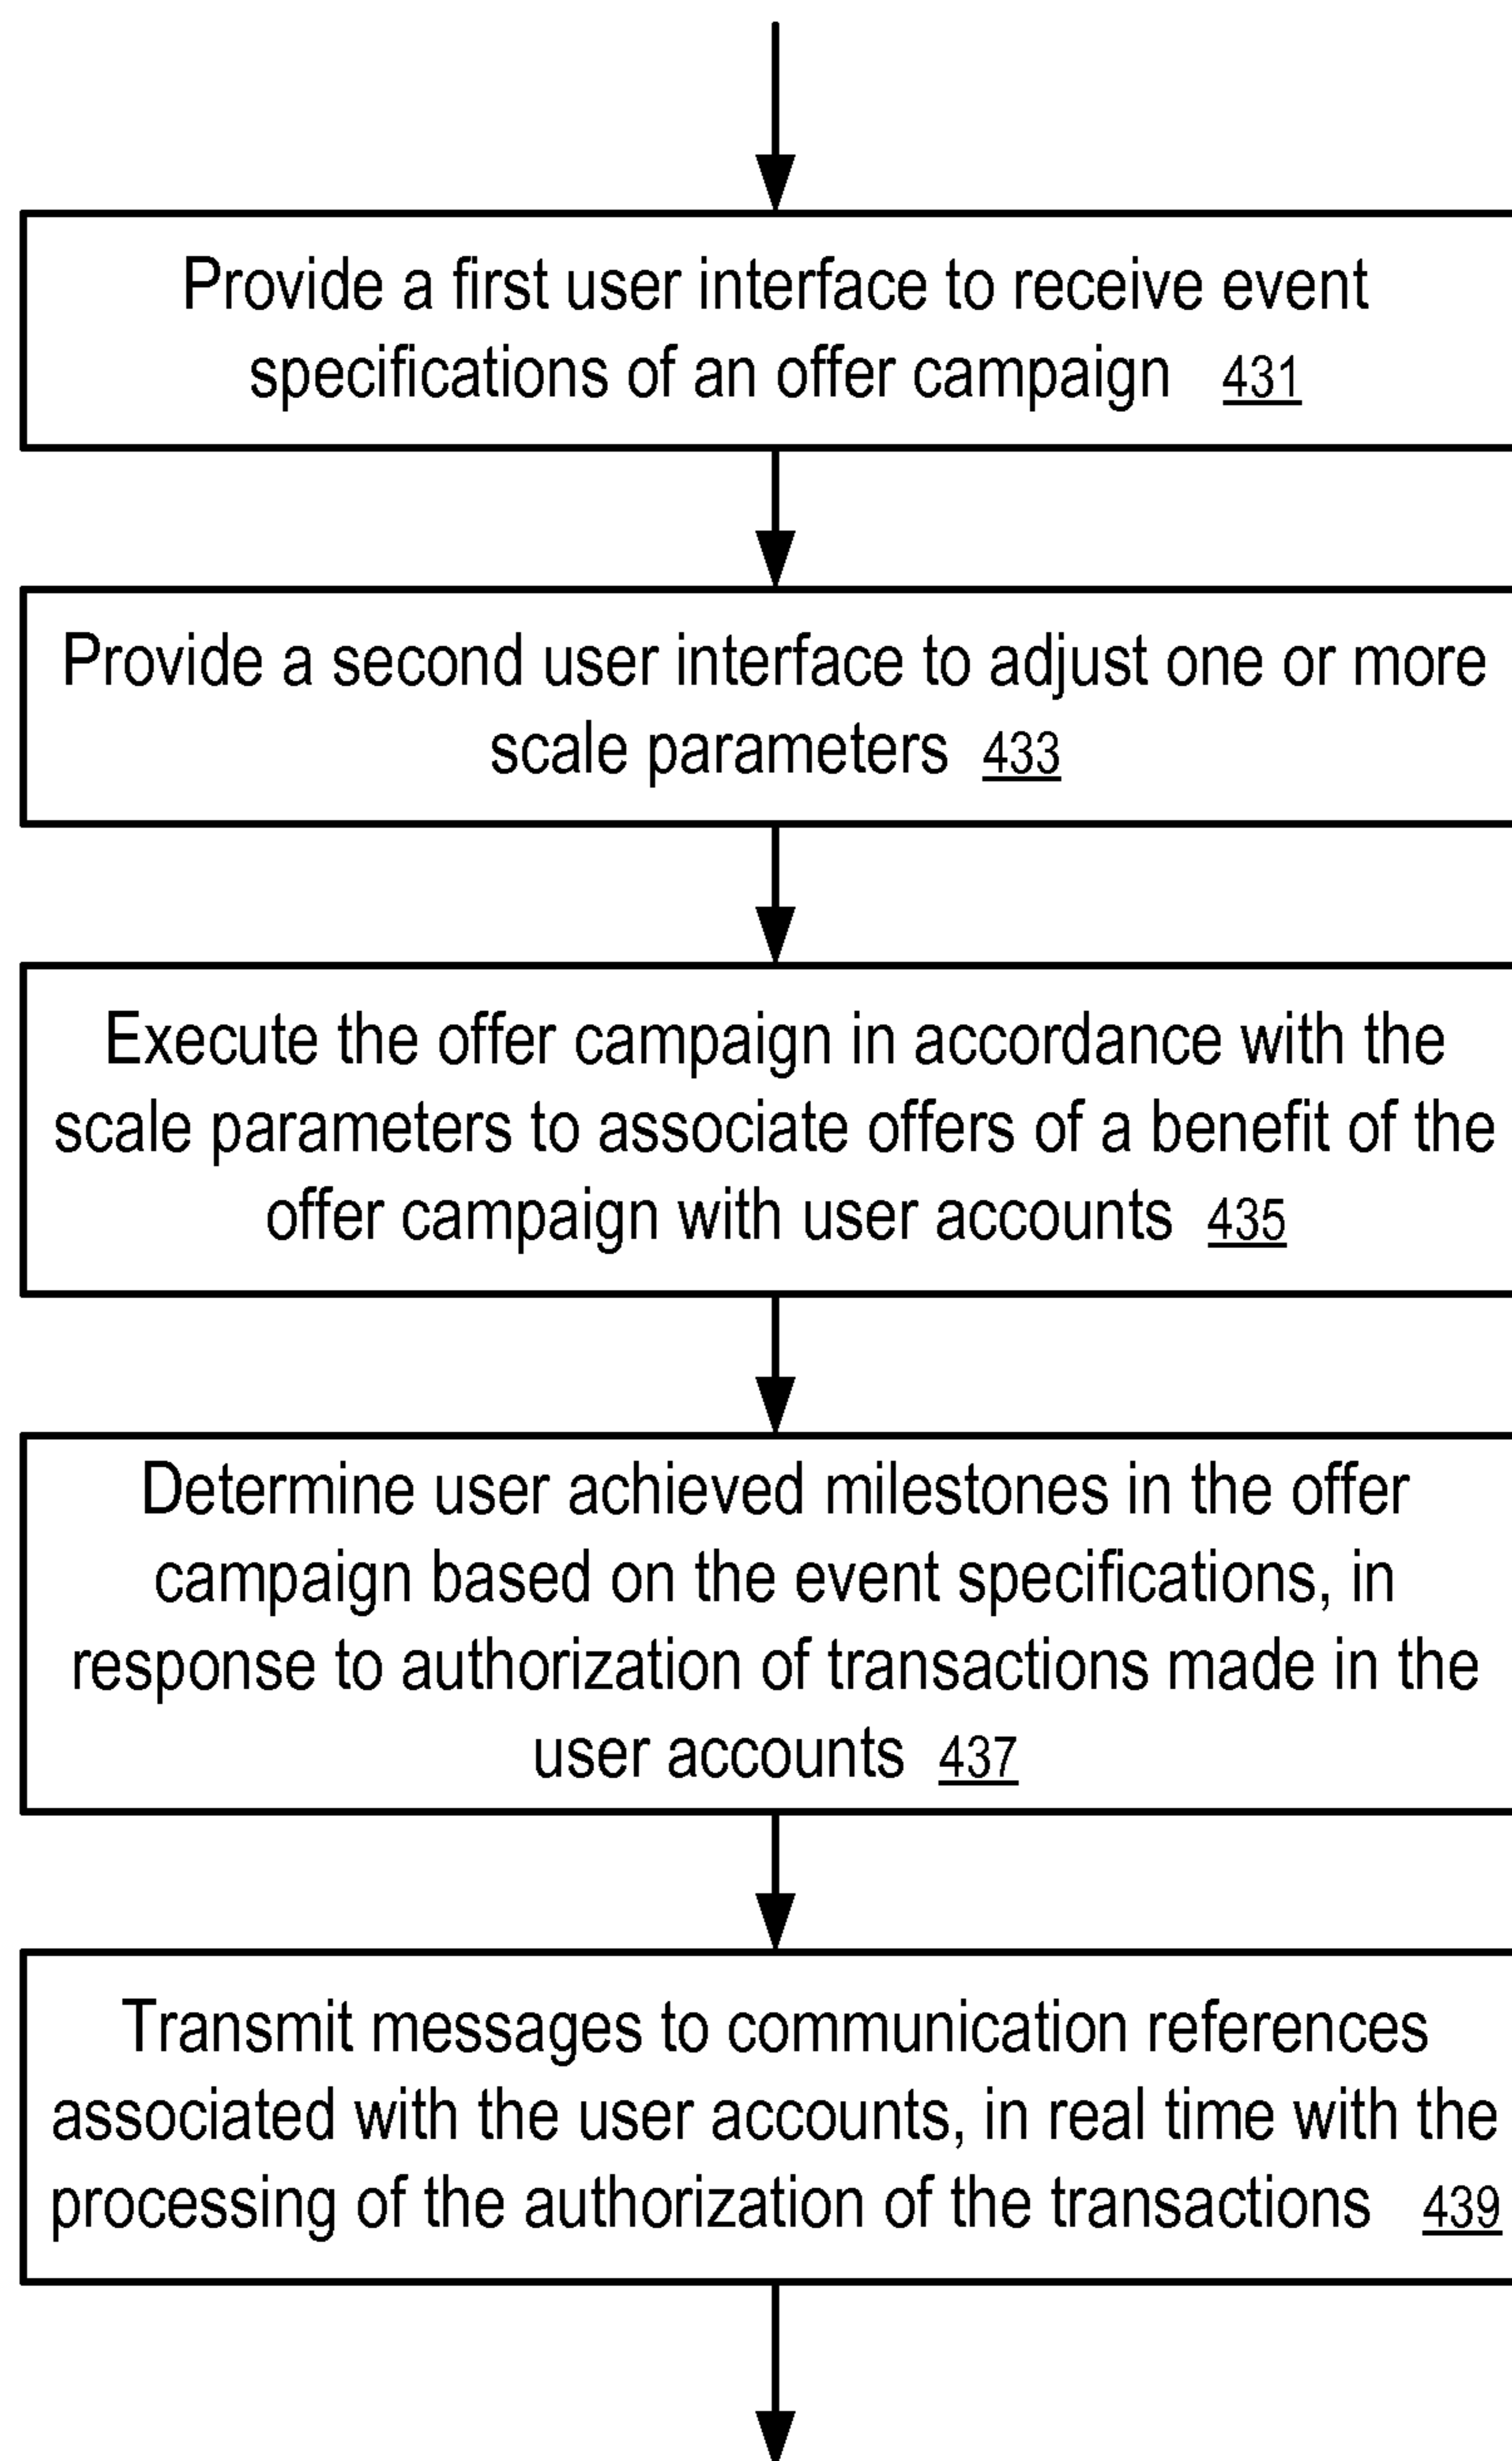 Provide a first user interface to receive event
specifications of an offer campaign 431
Provide a second user interface to adjust one or more
scale parameters 433
Execute the offer campaign in accordance with the
scale parameters to associate offers of a benefit of the
offer campaign with user accounts 435
Determine user achieved milestones in the offer
campaign based on the event specifications, in
response to authorization of transactions made in the
user accounts 437
Transmit messages to communication references
associated with the user accounts, in real time with the
processing of the authorization of the transactions 439